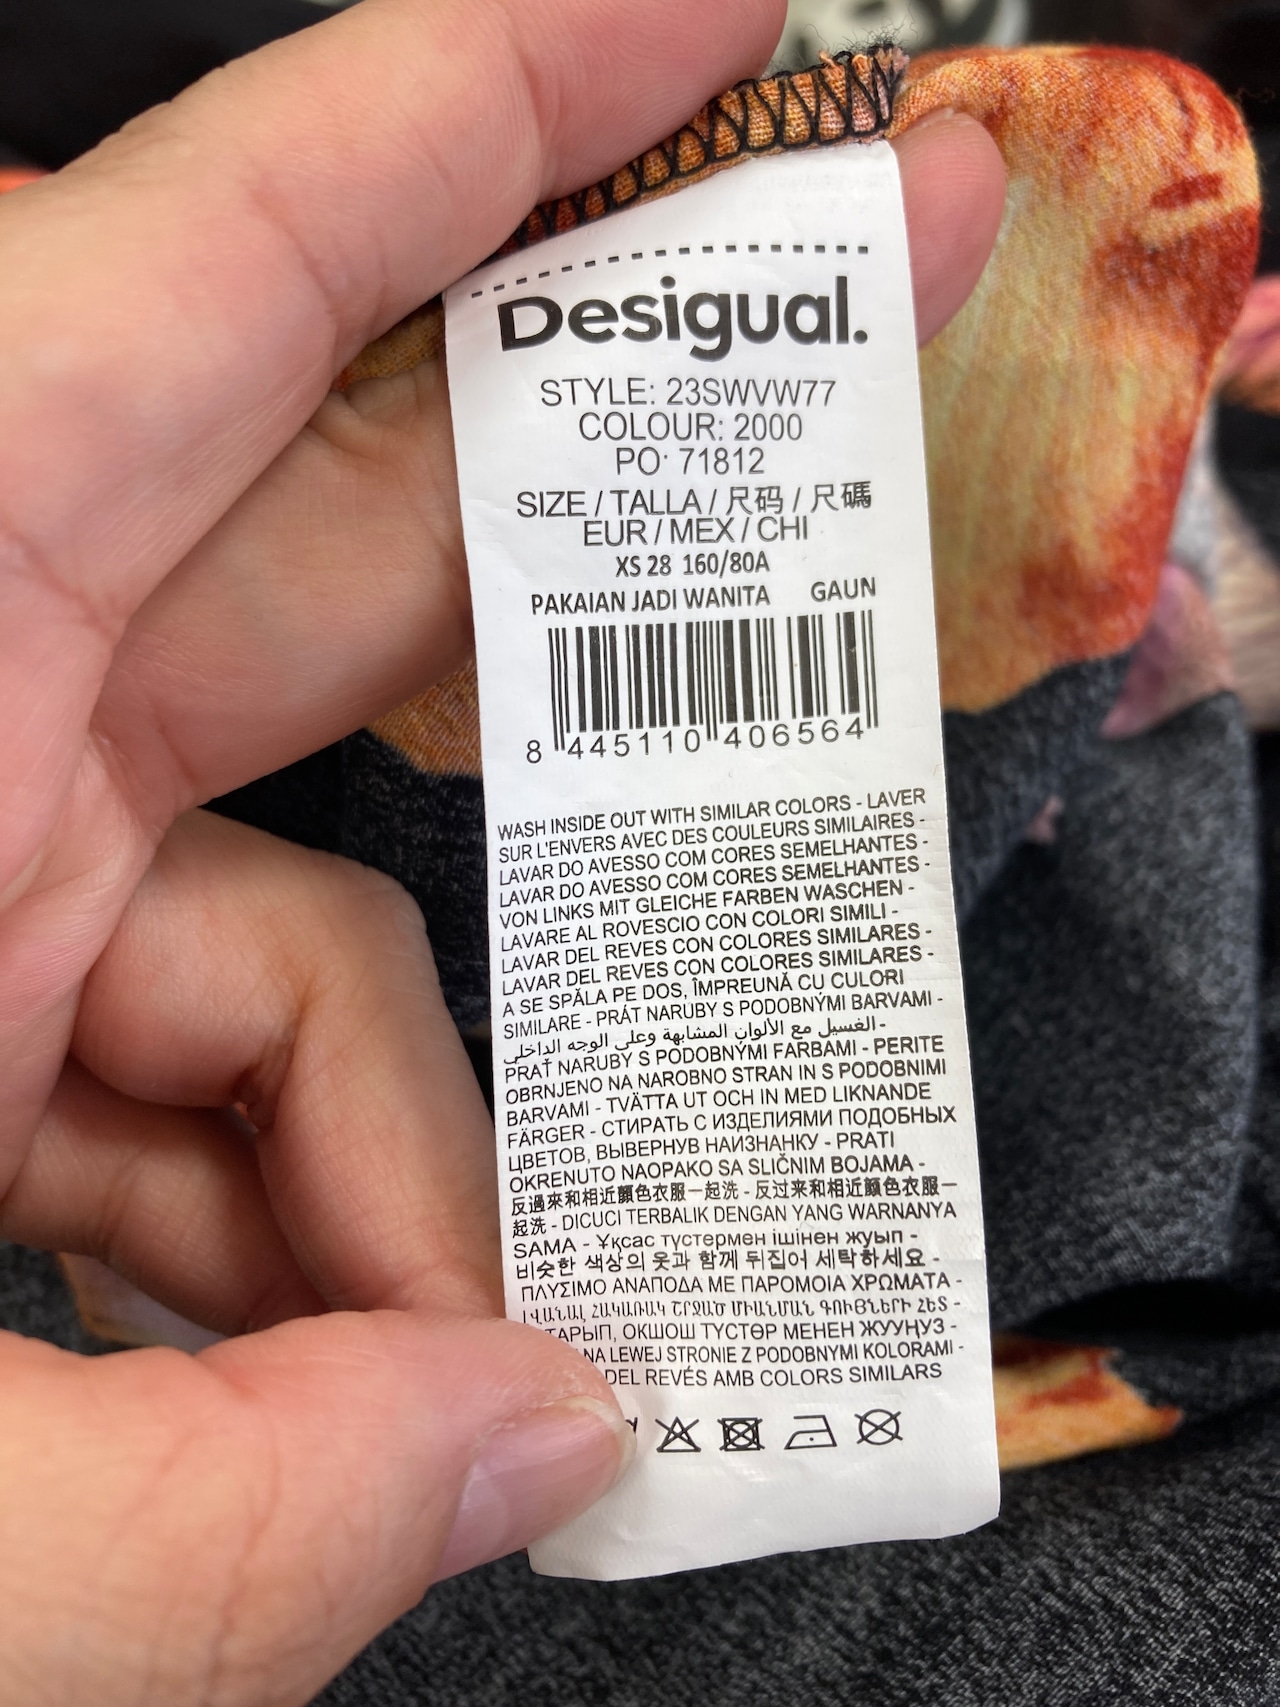 Desigual.
STYLE: 23SWVW77
COLOUR: 2000
PO: 71812
SIZE / TALLA / 尺码 / 尺碼
EUR / MEX / CHI
XS 28 160/80A
PAKAIAN JADI WANITA GAUN
8 445110 406564
WASH INSIDE OUT WITH SIMILAR COLORS - LAVER
SUR L'ENVERS AVEC DES COULEURS SIMILAIRES -
LAVAR DO AVESSO COM CORES SEMELHANTES -
LAVAR DO AVESSO COM CORES SEMELHANTES -
VON LINKS MIT GLEICHE FARBEN WASCHEN -
LAVARE AL ROVESCIO CON COLORI SIMILI -
LAVAR DEL REVES CON COLORES SIMILARES -
LAVAR DEL REVES CON COLORES SIMILARES -
A SE SPĂLA PE DOS, ÎMPREUNĂ CU CULORI
SIMILARE - PRÁT NARUBY S PODOBNÝMI BARVAMI -
الغسيل مع الألوان المشابهة وعلى الوجه الداخلي -
PRAŤ NARUBY S PODOBNÝMI FARBAMI - PERITE
OBRNJENO NA NAROBNO STRAN IN S PODOBNIMI
BARVAMI - TVÄTTA UT OCH IN MED LIKNANDE
FÄRGER - СТИРАТЬ С ИЗДЕЛИЯМИ ПОДОБНЫХ
ЦВЕТОВ, ВЫВЕРНУВ НАИЗНАНКУ - PRATI
OKRENUTO NAOPAKO SA SLIČNIM BOJAMA -
反過來和相近顏色衣服一起洗 - 反过来和相近颜色衣服一
起洗 - DICUCI TERBALIK DENGAN YANG WARNANYA
SAMA - Ұқсас түстермен ішінен жуып -
비슷한 색상의 옷과 함께 뒤집어 세탁하세요 -
ΠΛΥΣΙΜΟ ΑΝΑΠΟΔΑ ΜΕ ΠΑΡΟΜΟΙΑ ΧΡΩΜΑΤΑ -
ԼՎԱՆԱԼ ՀԱԿԱՌԱԿ ՇՐՋԱԾ ՄԻԱՆՄԱՆ ԳՈՒՅՆԵՐԻ ՀԵՏ -
ОКШОШ ТҮСТӨР МЕНЕН ЖУУҢУЗ -
NA LEWEJ STRONIE Z PODOBNYMI KOLORAMI -
DEL REVÉS AMB COLORS SIMILARS